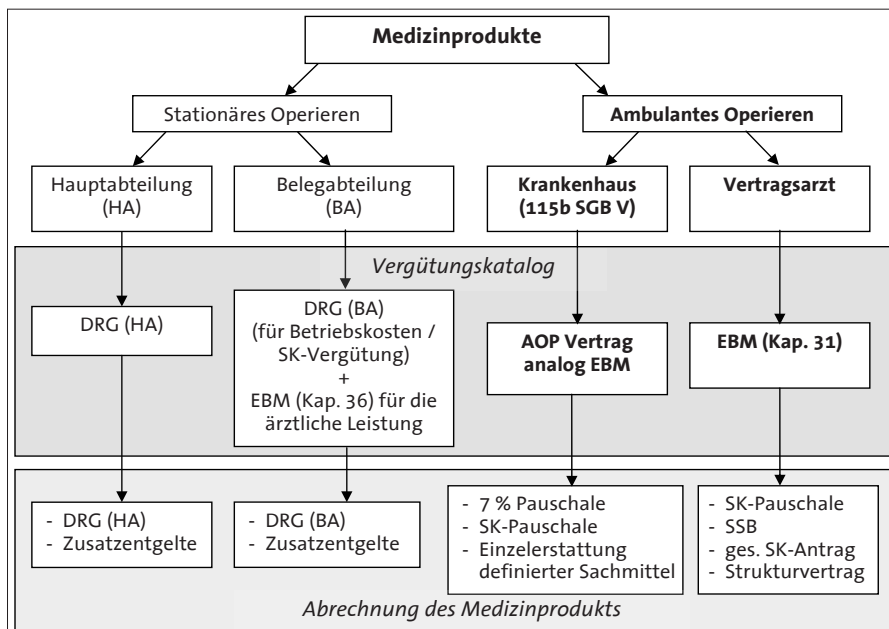 Medizinprodukte
Stationäres Operieren
Ambulantes Operieren
Hauptabteilung
(HA)
Belegabteilung
(BA)
Krankenhaus
(115b SGB V)
Vertragsarzt
Vergütungskatalog
DRG (HA)
DRG (BA)
(für Betriebskosten /
SK-Vergütung)
+
EBM (Kap. 36) für die
ärztliche Leistung
AOP Vertrag
analog EBM
EBM (Kap. 31)
- DRG (HA)
- Zusatzentgelte
- DRG (BA)
- Zusatzentgelte
- 7 % Pauschale
- SK-Pauschale
- Einzelerstattung
definierter Sachmittel
- SK-Pauschale
- SSB
- ges. SK-Antrag
- Strukturvertrag
Abrechnung des Medizinprodukts